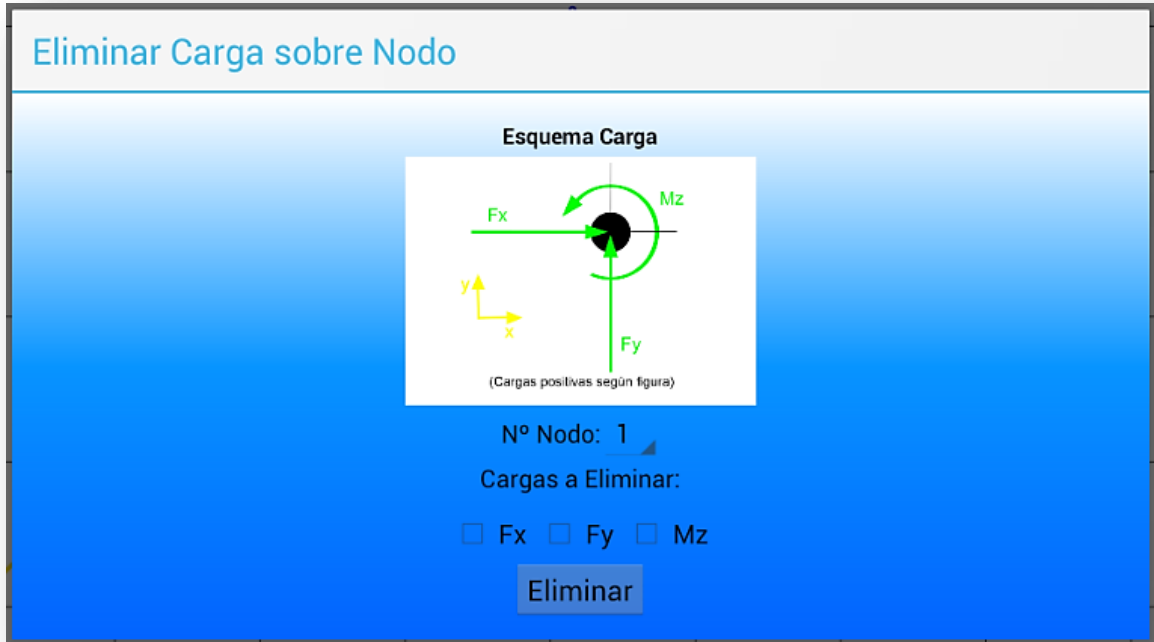 Eliminar Carga sobre Nodo
Esquema Carga
Mz
Fx
y
x
Fy
(Cargas positivas según figura)
Nº Nodo: 1
Cargas a Eliminar:
Fx Fy Mz
Eliminar